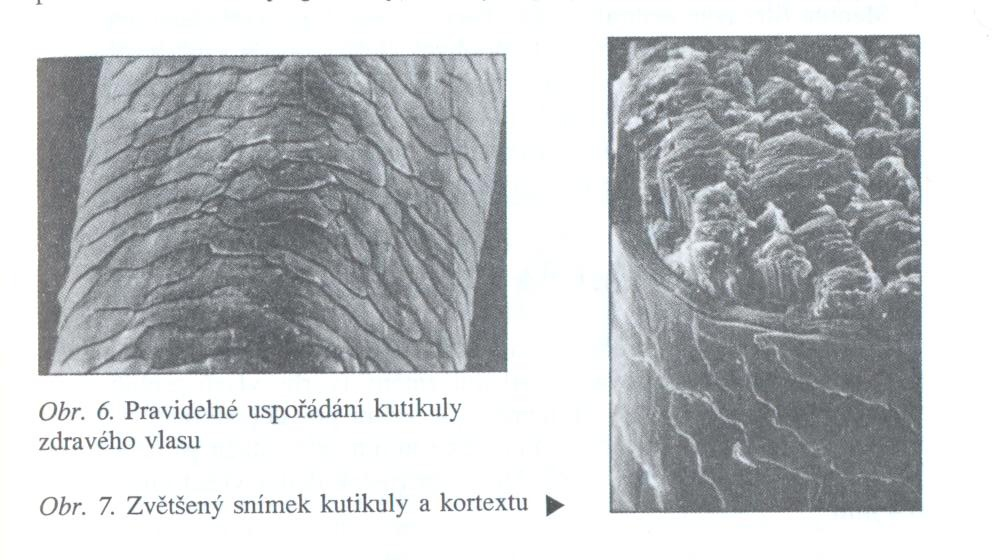 Obr. 6. Pravidelné uspořádání kutikuly
zdravého vlasu
Obr. 7. Zvětšený snímek kutikuly a kortextu ▶